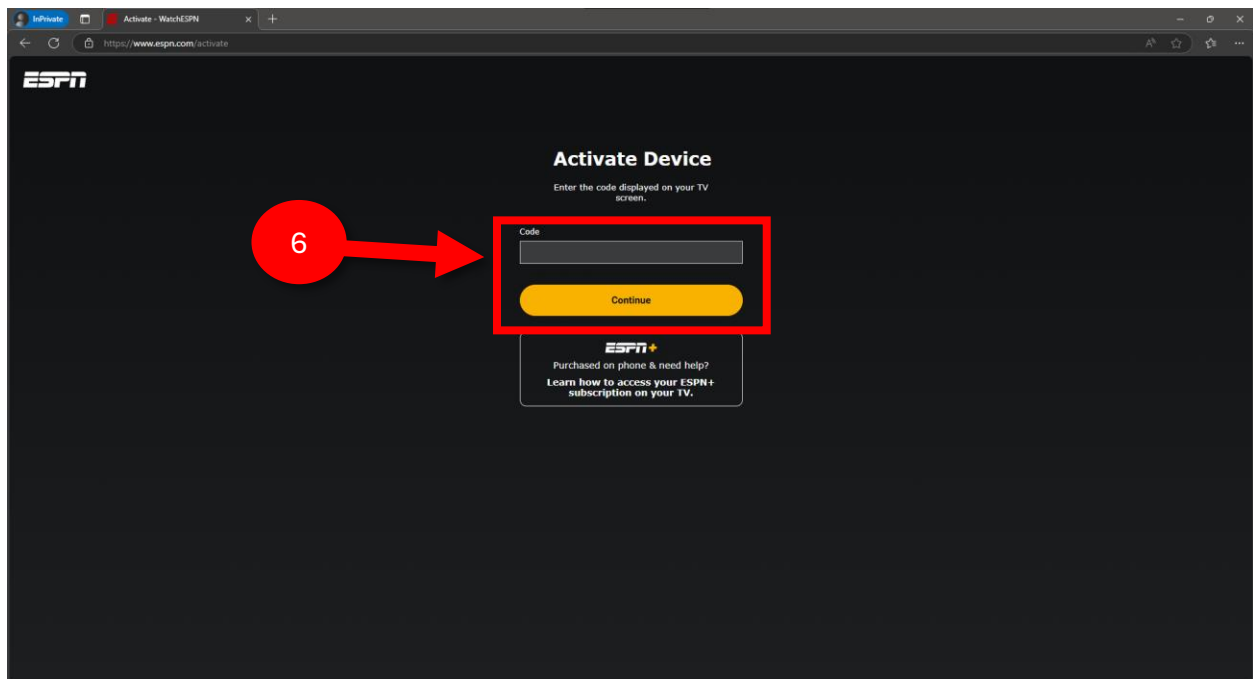 InPrivate
Activate - WatchESPN
https://www.espn.com/activate
ESPN
Activate Device
Enter the code displayed on your TV
screen.
6
Code
Continue
ESPN+
Purchased on phone & need help?
Learn how to access your ESPN+
subscription on your TV.